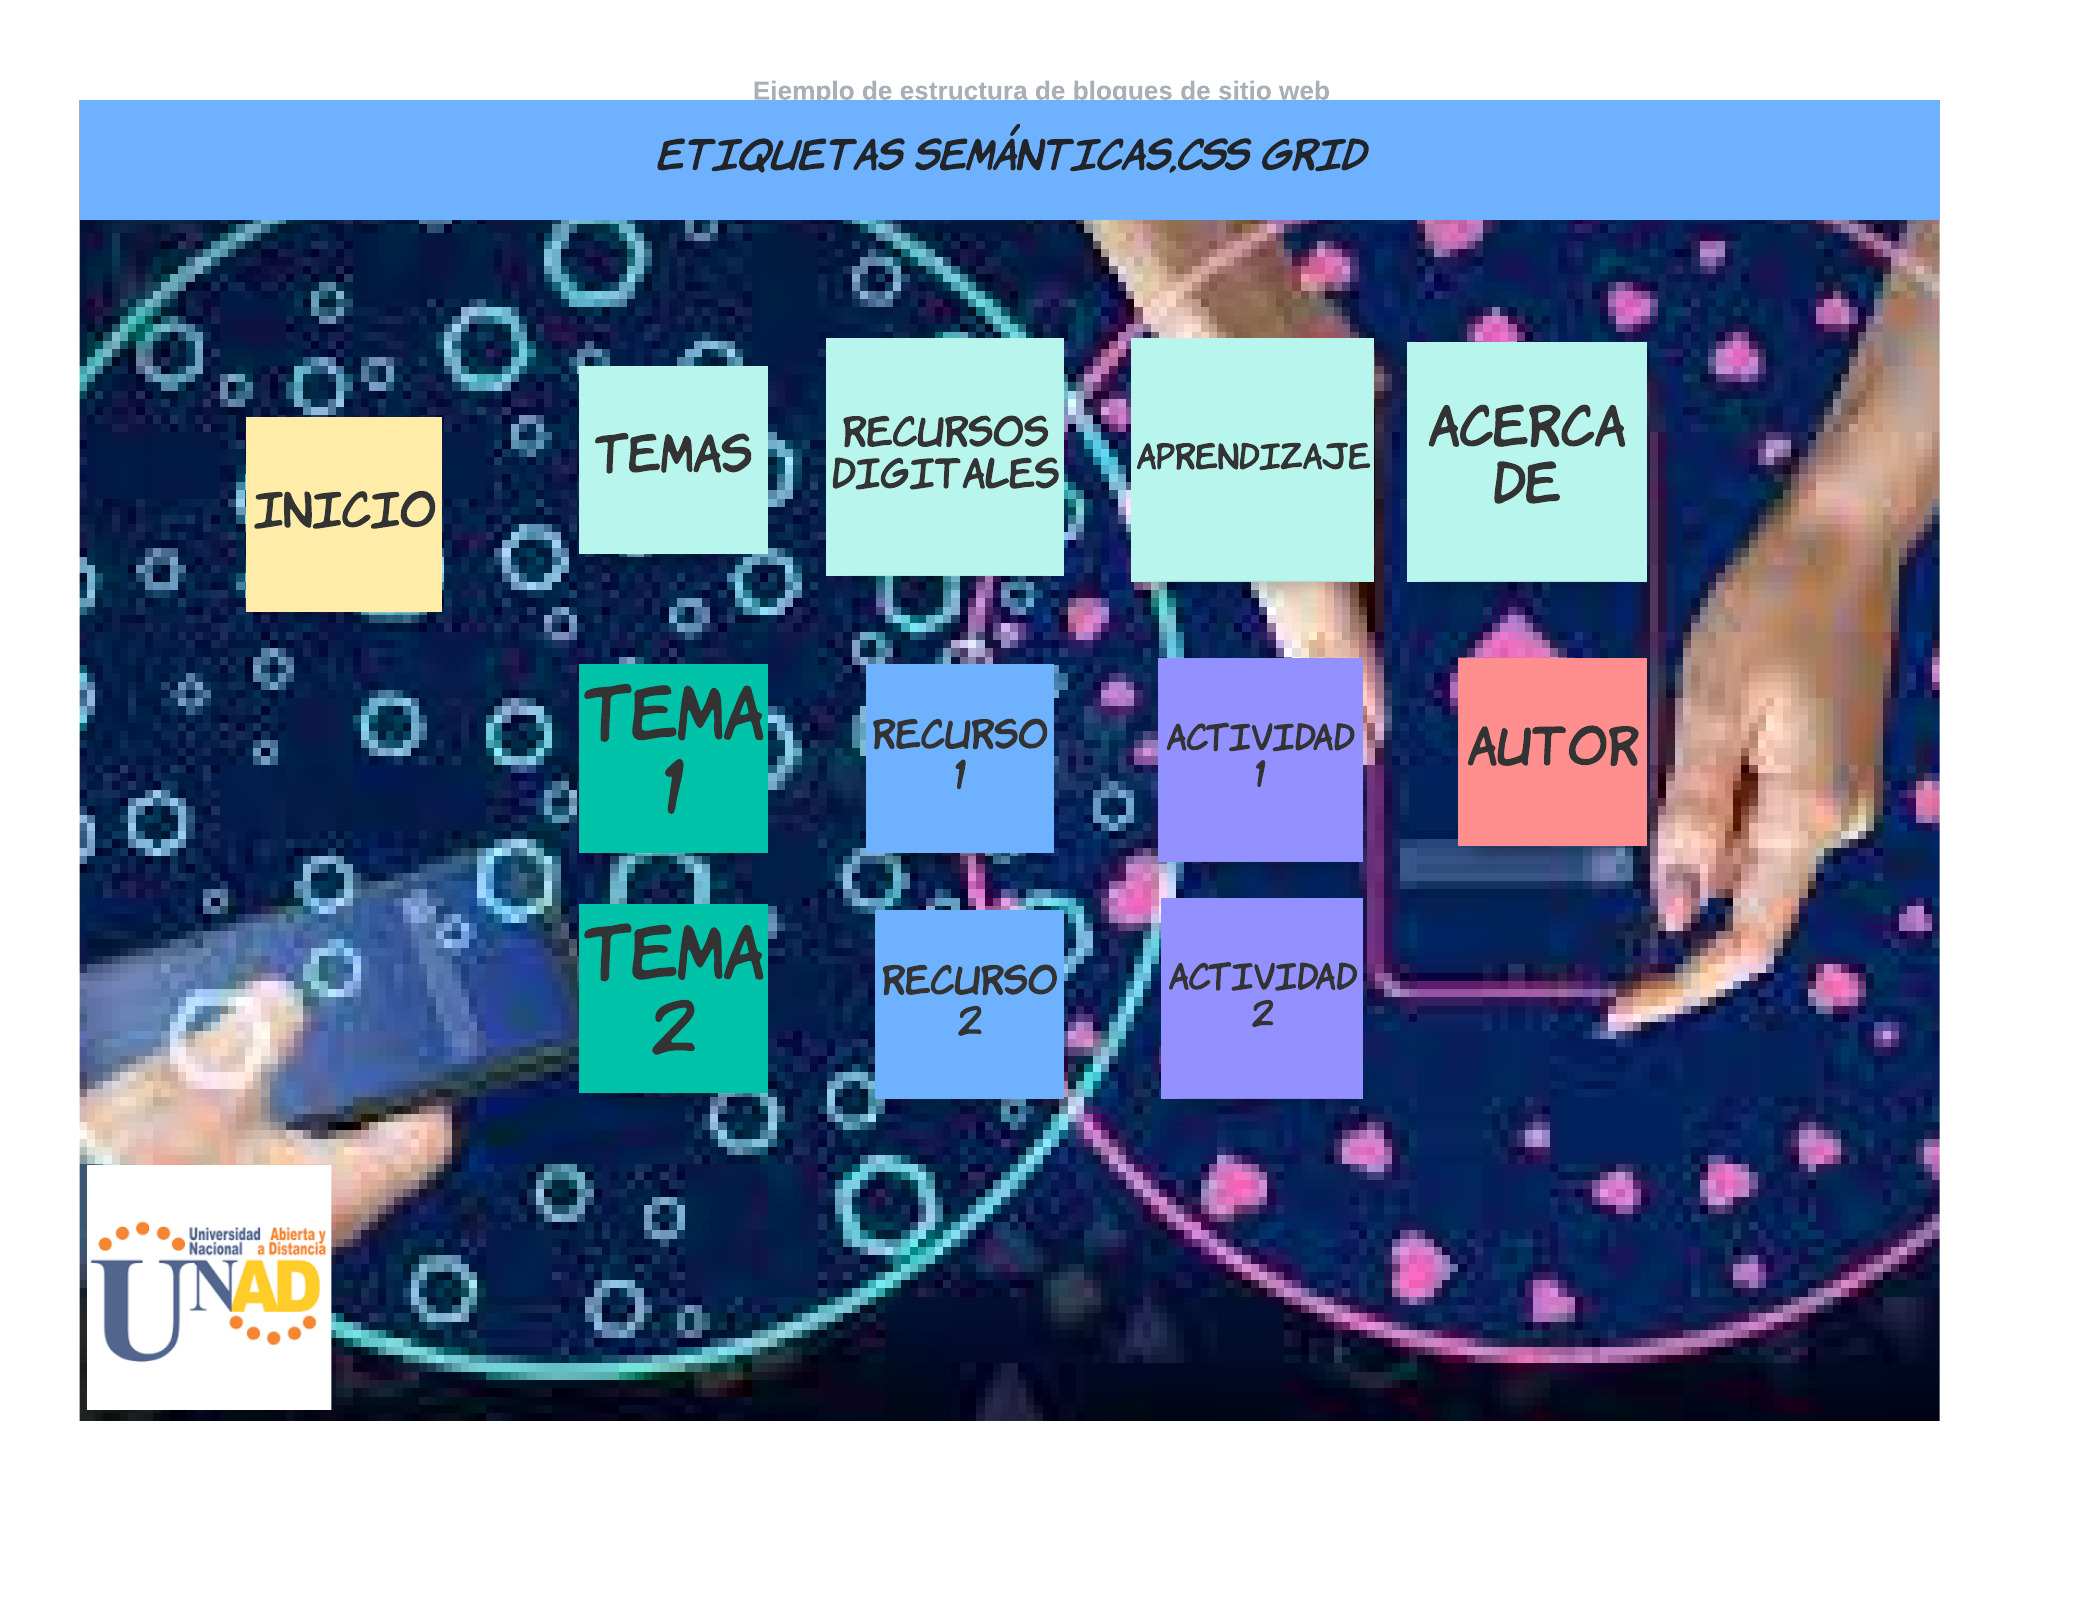 Ejemplo de estructura de bloques de sitio web
ETIQUETAS SEMÁNTICAS,CSS GRID
INICIO
TEMAS
RECURSOS
DIGITALES
APRENDIZAJE
ACERCA
DE
TEMA
1
RECURSO
1
ACTIVIDAD
1
AUTOR
TEMA
2
RECURSO
2
ACTIVIDAD
2
Universidad Abierta y
Nacional a Distancia
UNAD